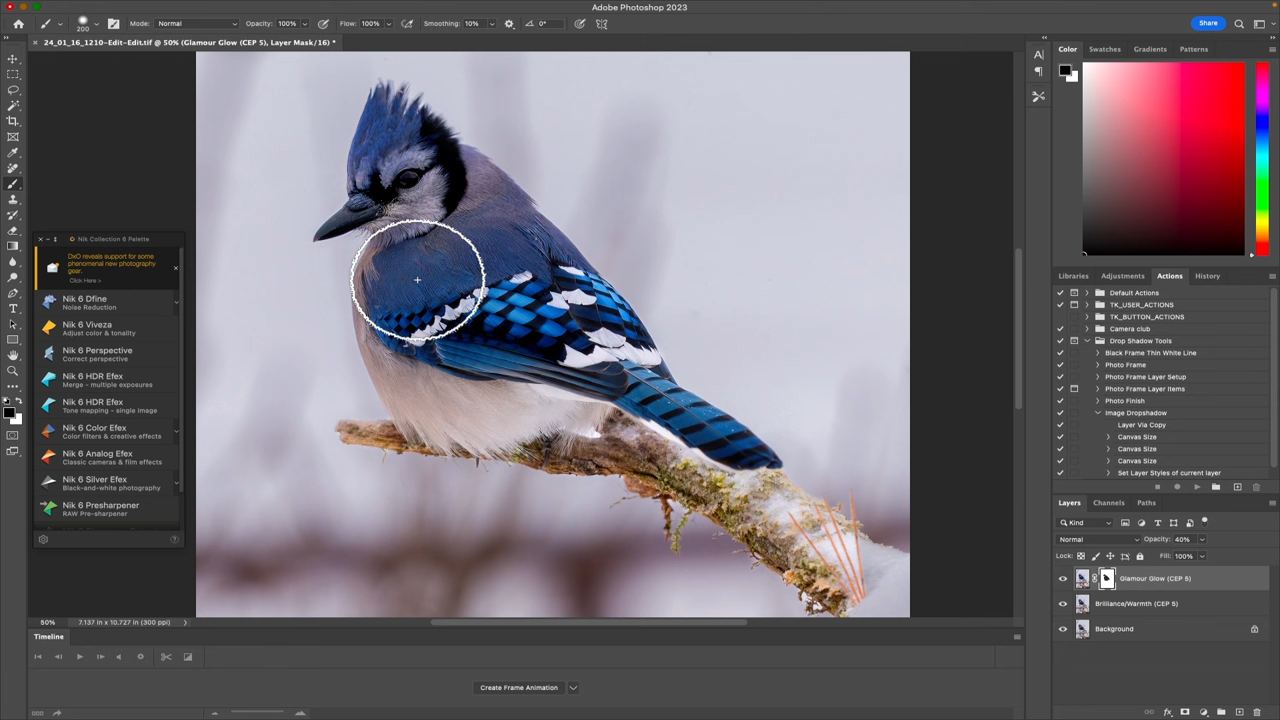 Adobe Photoshop 2023
200
Mode: Normal
Opacity: 100%
Flow: 100%
Smoothing: 10%
0°
Share
24_01_16_1210-Edit-Edit.tif @ 50% (Glamour Glow (CEP 5), Layer Mask/16) *
Nik Collection 6 Palette
DxO reveals support for some
phenomenal new photography
gear.
Click Here >
Nik 6 Dfine
Noise Reduction
Nik 6 Viveza
Adjust color & tonality
Nik 6 Perspective
Correct perspective
Nik 6 HDR Efex
Merge - multiple exposures
Nik 6 HDR Efex
Tone mapping - single image
Nik 6 Color Efex
Color filters & creative effects
Nik 6 Analog Efex
Classic cameras & film effects
Nik 6 Silver Efex
Black-and-white photography
Nik 6 Presharpener
RAW Pre-sharpener
50%
7.137 in x 10.727 in (300 ppi)
Timeline
Create Frame Animation
Color
Swatches
Gradients
Patterns
Libraries
Adjustments
Actions
History
Default Actions
TK_USER_ACTIONS
TK_BUTTON_ACTIONS
Camera club
Drop Shadow Tools
Black Frame Thin White Line
Photo Frame
Photo Frame Layer Setup
Photo Frame Layer Items
Photo Finish
Image Dropshadow
Layer Via Copy
Canvas Size
Canvas Size
Canvas Size
Set Layer Styles of current layer
Layers
Channels
Paths
Kind
Normal
Opacity: 40%
Lock:
Fill: 100%
Glamour Glow (CEP 5)
Brilliance/Warmth (CEP 5)
Background